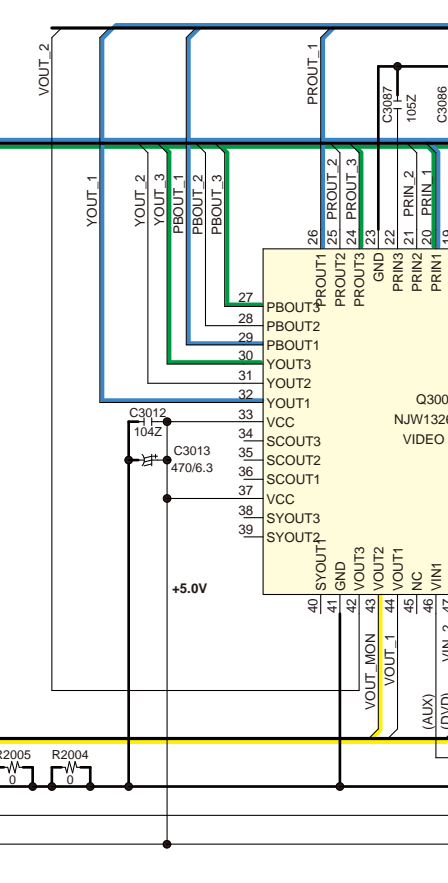 VOUT_2
PROUT_1
C3087
105Z
C3086
YOUT_1
YOUT_2
YOUT_3
PBOUT_1
PBOUT_2
PBOUT_3
PROUT_2
PROUT_3
PRIN_2
PRIN_1
26
25
24
23
22
21
20
19
PROUT1
PROUT2
PROUT3
GND
PRIN3
PRIN2
PRIN1
27
PBOUT3
28
PBOUT2
29
PBOUT1
30
YOUT3
31
YOUT2
32
YOUT1
33
VCC
34
SCOUT3
35
SCOUT2
36
SCOUT1
37
VCC
38
SYOUT3
39
SYOUT2
Q300
NJW1326
VIDEO
C3012
104Z
C3013
470/6.3
+5.0V
SYOUT1
GND
VOUT3
VOUT2
VOUT1
NC
VIN1
40
41
42
43
44
45
46
47
VOUT_MON
VOUT_1
VIN_2
(AUX)
(DVD)
R2005
0
R2004
0